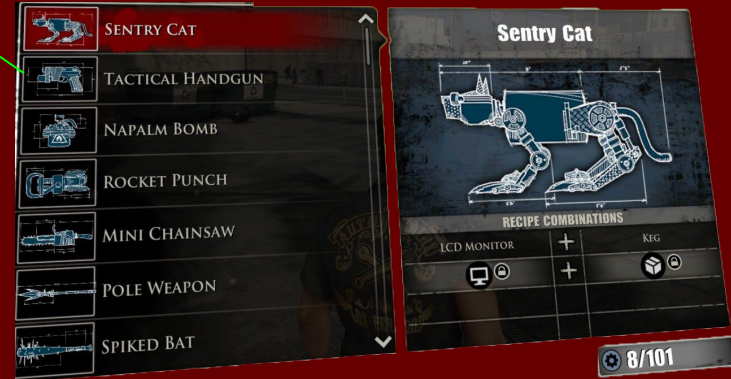 Sentry Cat
Tactical Handgun
Napalm Bomb
Rocket Punch
Mini Chainsaw
Pole Weapon
Spiked Bat
Sentry Cat
RECIPE COMBINATIONS
LCD Monitor + Keg
+
8/101